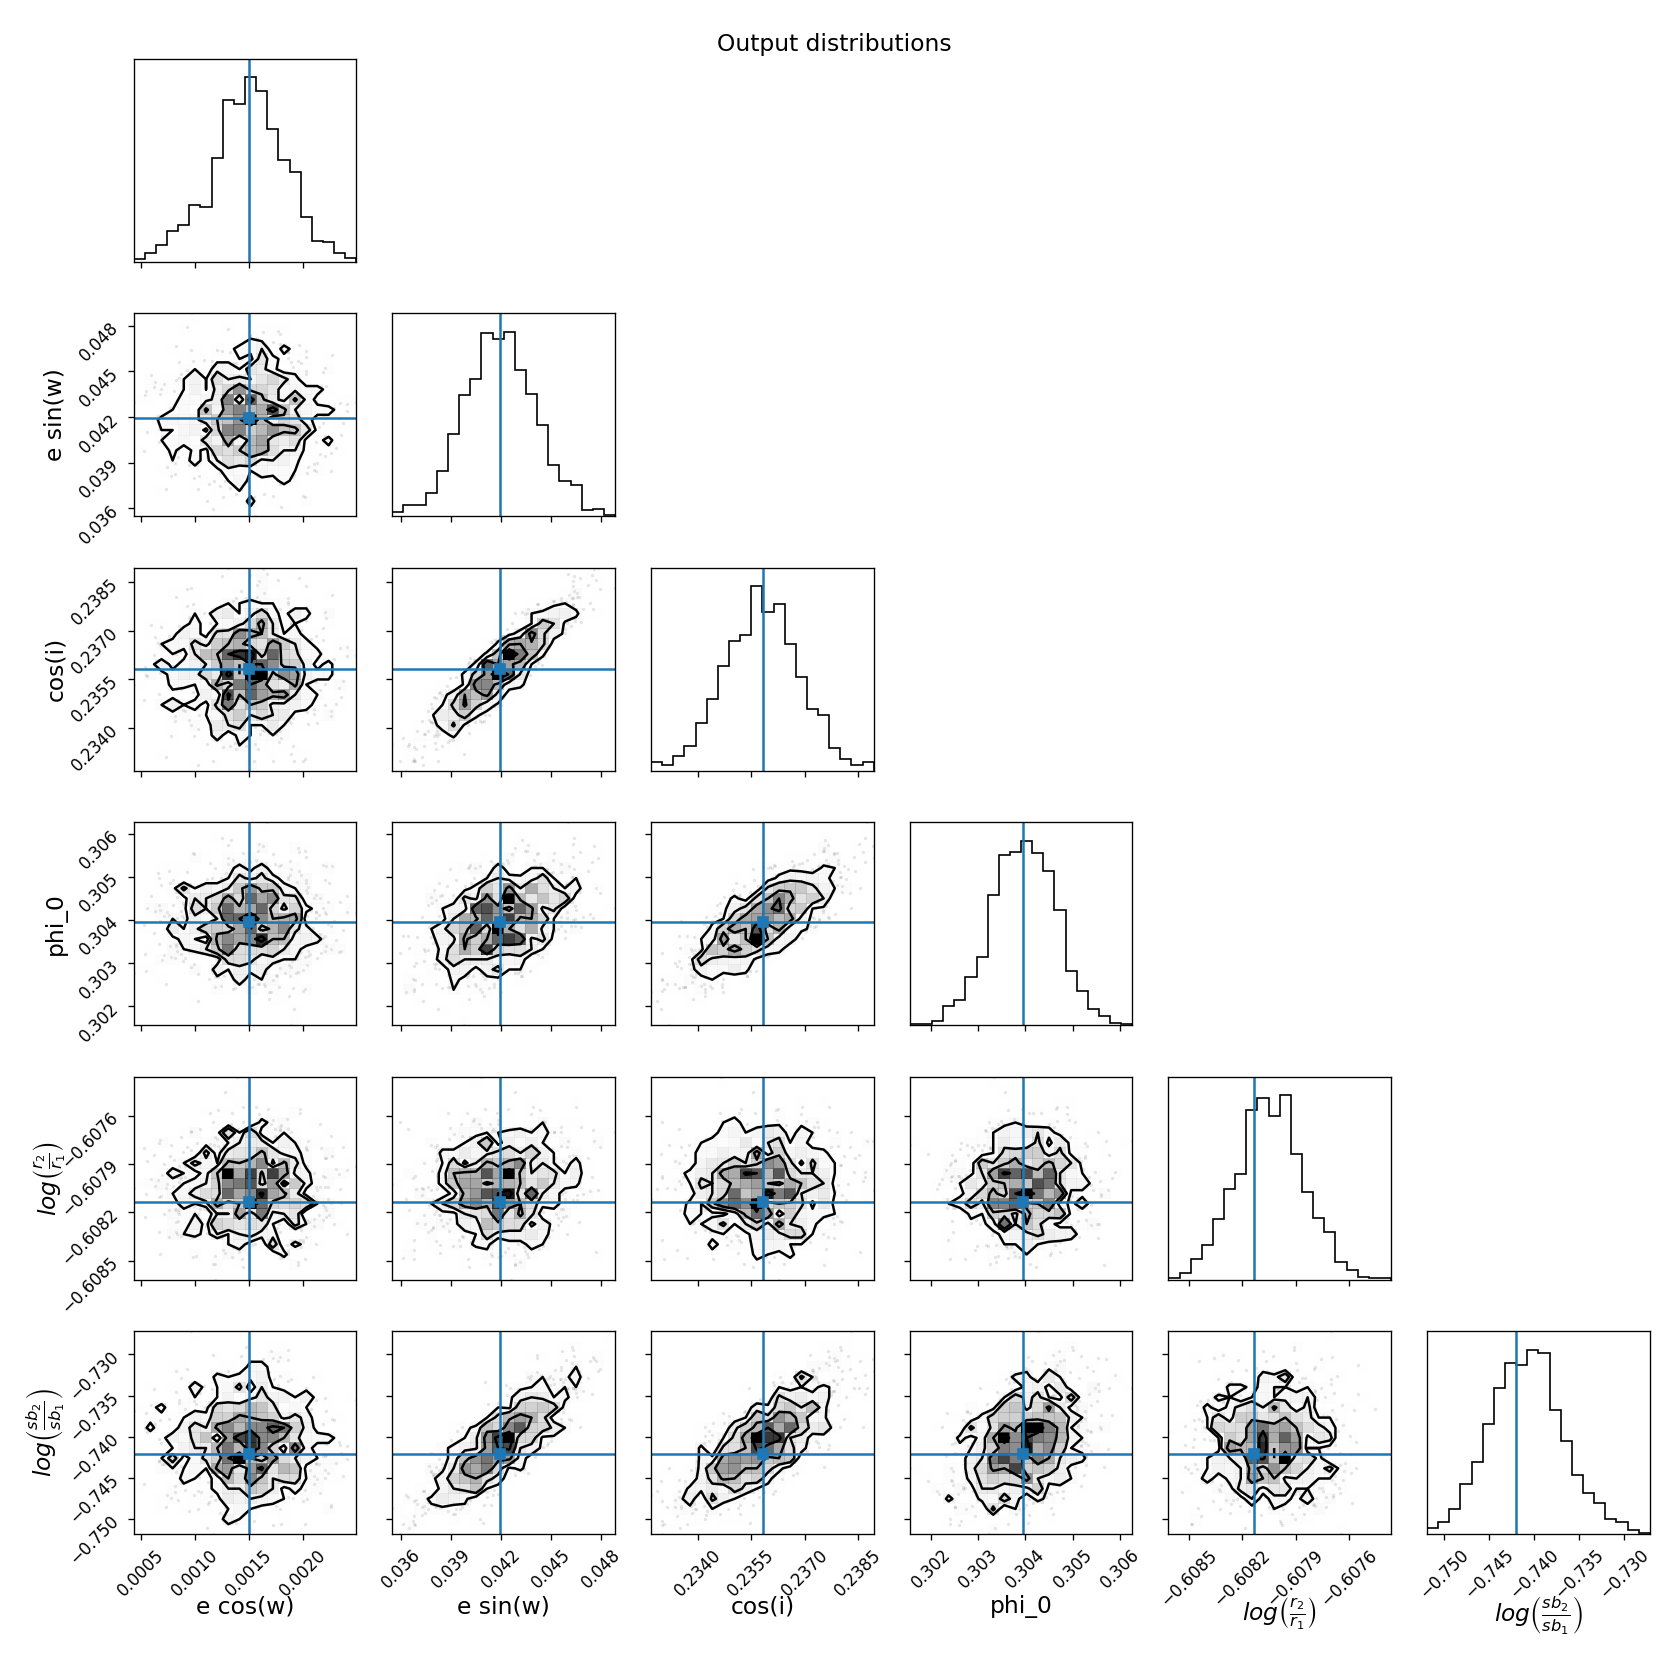 Output distributions
e sin(w)
0.048
0.045
0.042
0.039
0.036
cos(i)
0.2385
0.2370
0.2355
0.2340
phi_0
0.306
0.305
0.304
0.303
0.302
log(r₂/r₁)
−0.6076
−0.6079
−0.6082
−0.6085
log(sb₂/sb₁)
−0.730
−0.735
−0.740
−0.745
−0.750
0.0005 0.0010 0.0015 0.0020
0.036 0.039 0.042 0.045 0.048
0.2340 0.2355 0.2370 0.2385
0.302 0.303 0.304 0.305 0.306
−0.6085 −0.6082 −0.6079 −0.6076
−0.750 −0.745 −0.740 −0.735 −0.730
e cos(w)
e sin(w)
cos(i)
phi_0
log(r₂/r₁)
log(sb₂/sb₁)